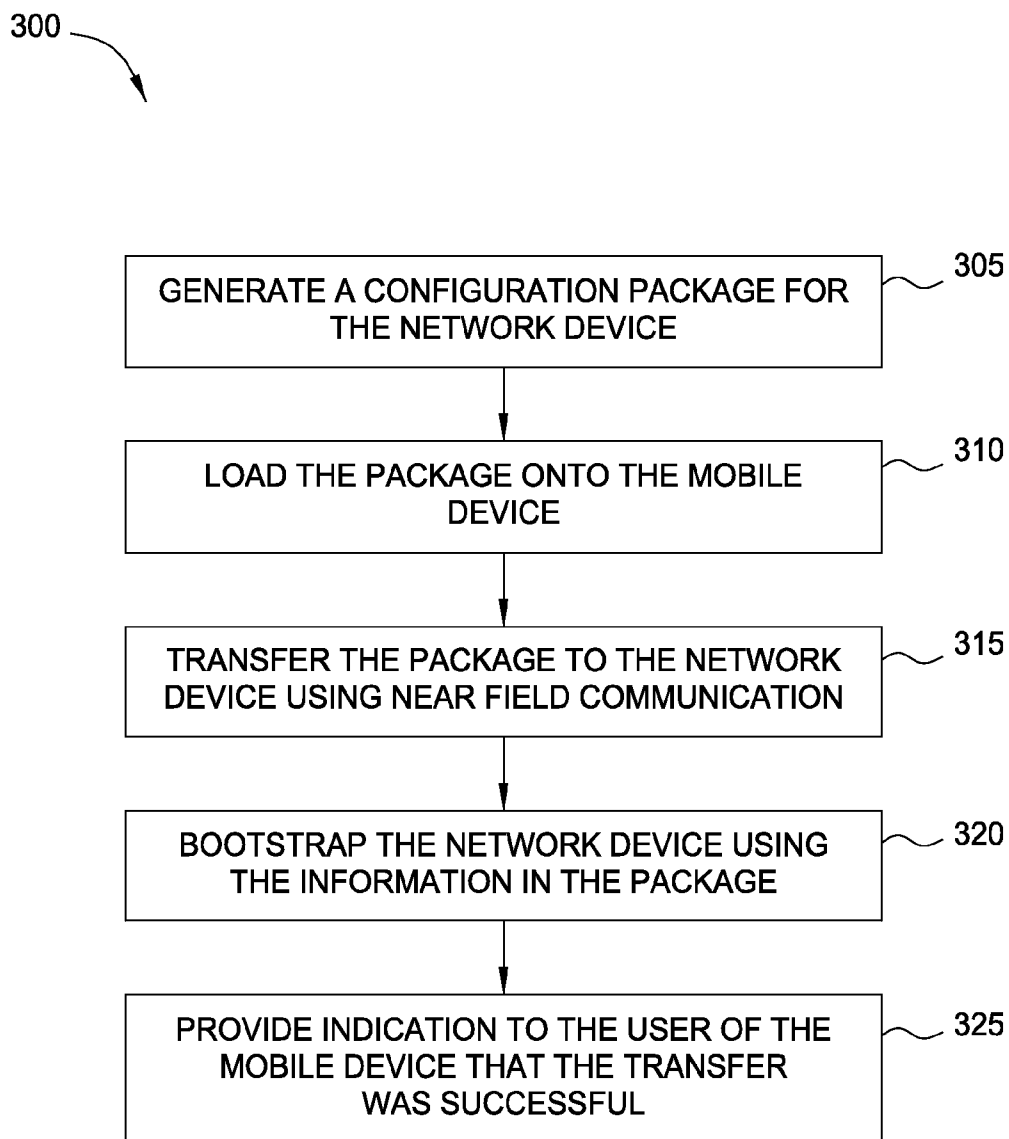 300
GENERATE A CONFIGURATION PACKAGE FOR
THE NETWORK DEVICE
305
LOAD THE PACKAGE ONTO THE MOBILE
DEVICE
310
TRANSFER THE PACKAGE TO THE NETWORK
DEVICE USING NEAR FIELD COMMUNICATION
315
BOOTSTRAP THE NETWORK DEVICE USING
THE INFORMATION IN THE PACKAGE
320
PROVIDE INDICATION TO THE USER OF THE
MOBILE DEVICE THAT THE TRANSFER
WAS SUCCESSFUL
325